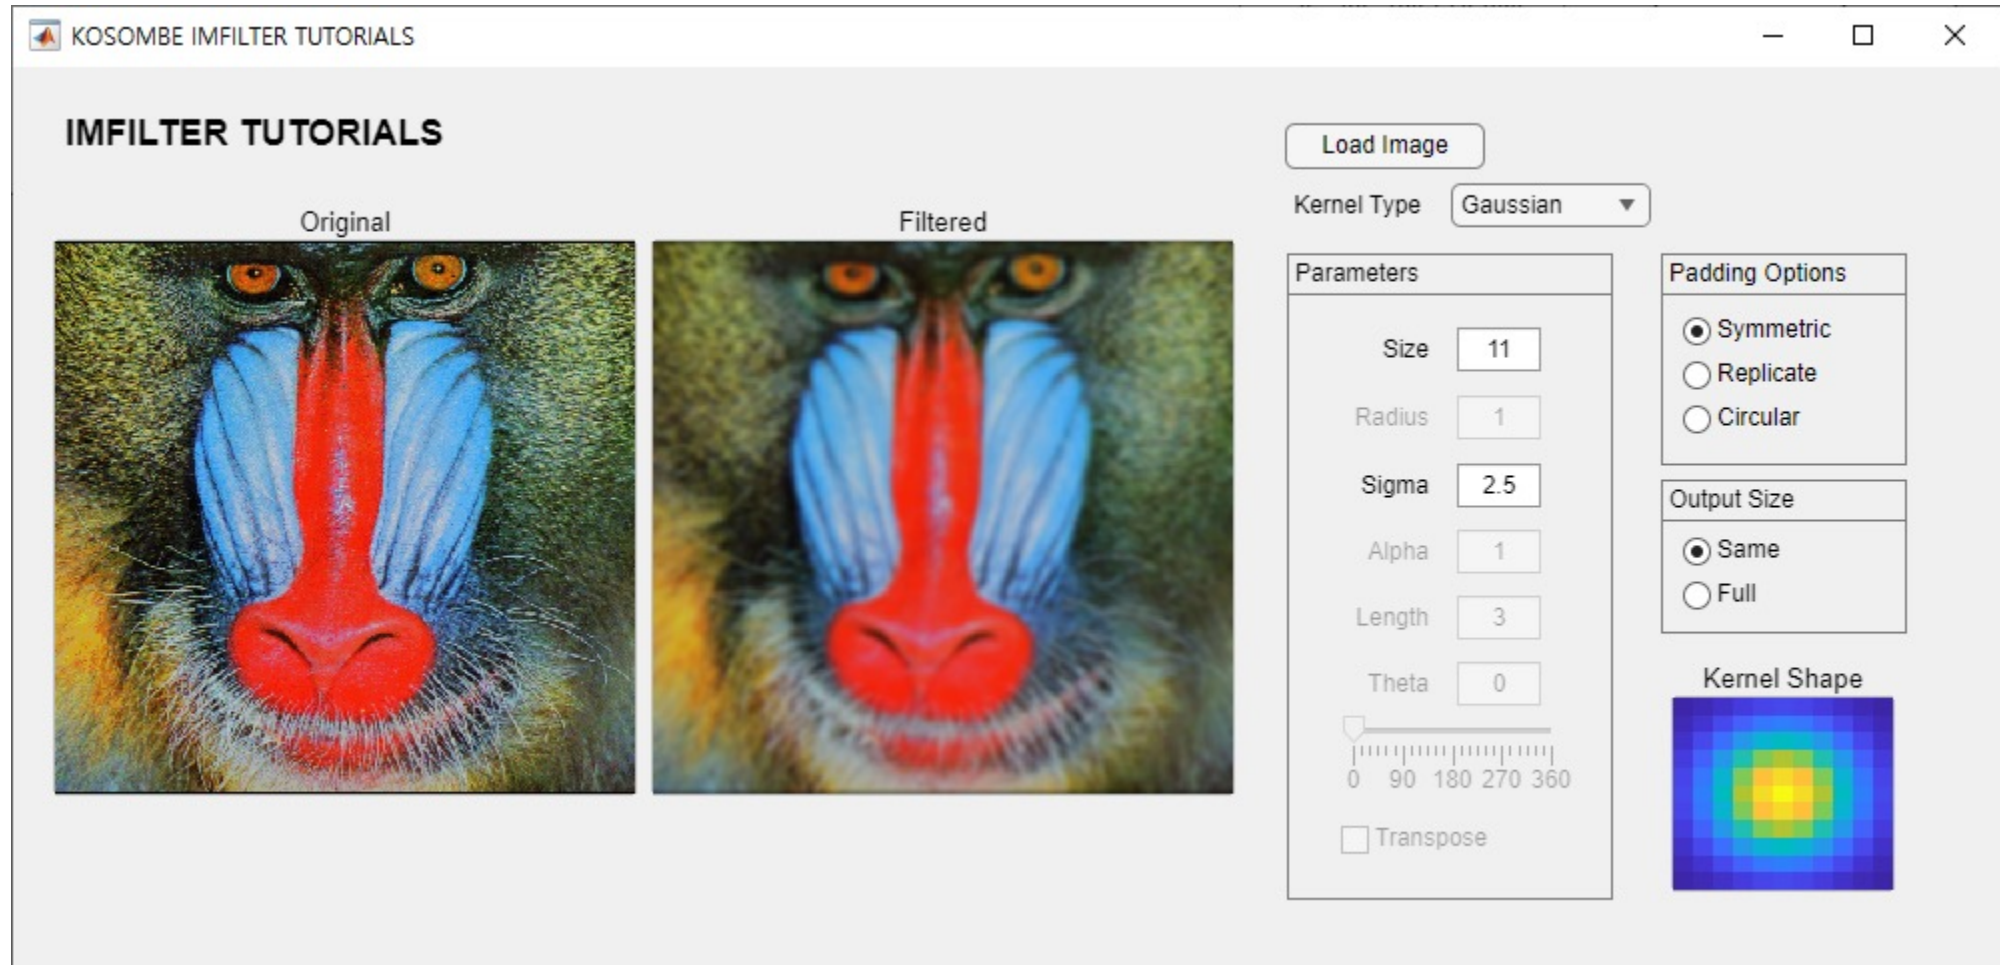 KOSOMBE IMFILTER TUTORIALS
IMFILTER TUTORIALS
Load Image
Kernel Type Gaussian
Original
Filtered
Parameters
Size 11
Radius 1
Sigma 2.5
Alpha 1
Length 3
Theta 0
0 90 180 270 360
Transpose
Padding Options
Symmetric
Replicate
Circular
Output Size
Same
Full
Kernel Shape